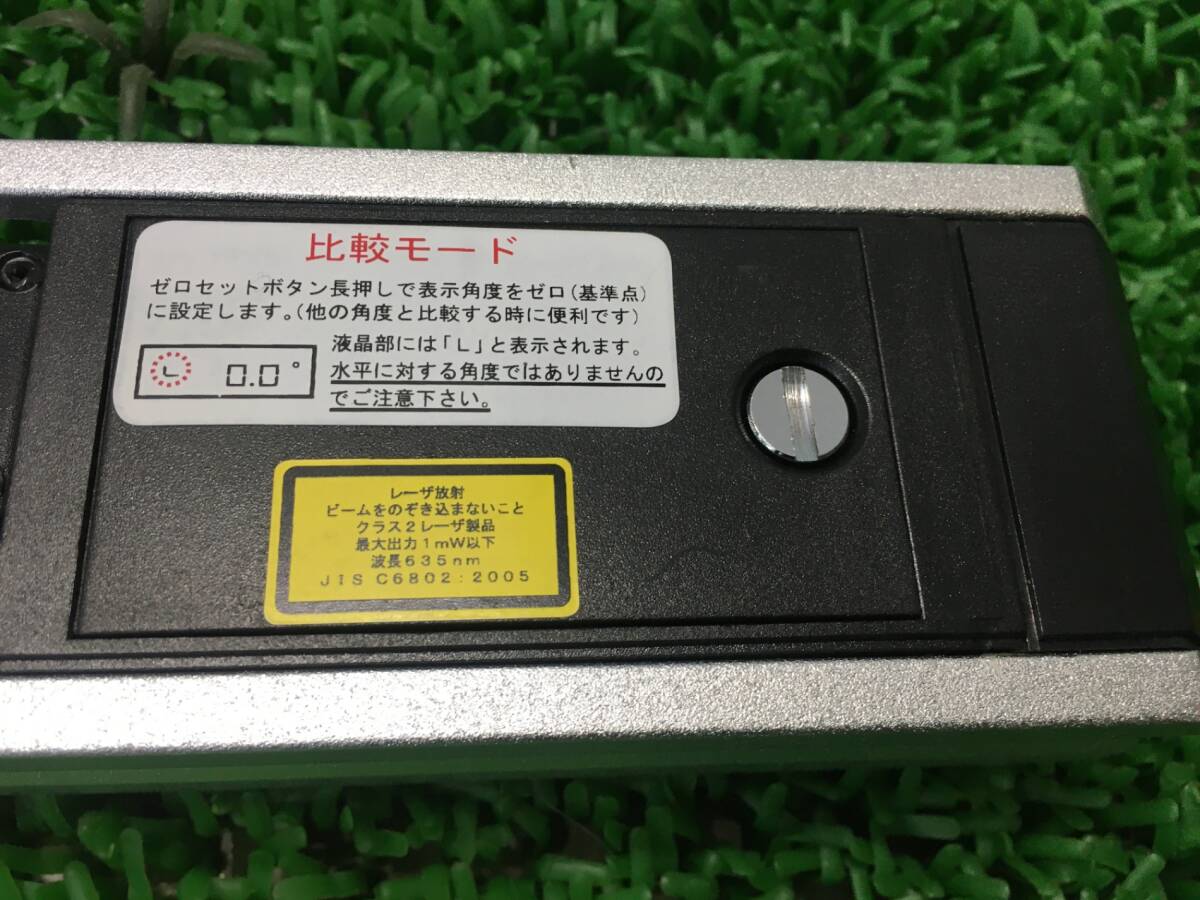 比較モード
ゼロセットボタン長押しで表示角度をゼロ(基準点)
に設定します。(他の角度と比較する時に便利です)
液晶部には「L」と表示されます。
水平に対する角度ではありませんの
でご注意下さい。
L 0.0°
レーザ放射
ビームをのぞき込まないこと
クラス2レーザ製品
最大出力1mW以下
波長635nm
JIS C6802:2005